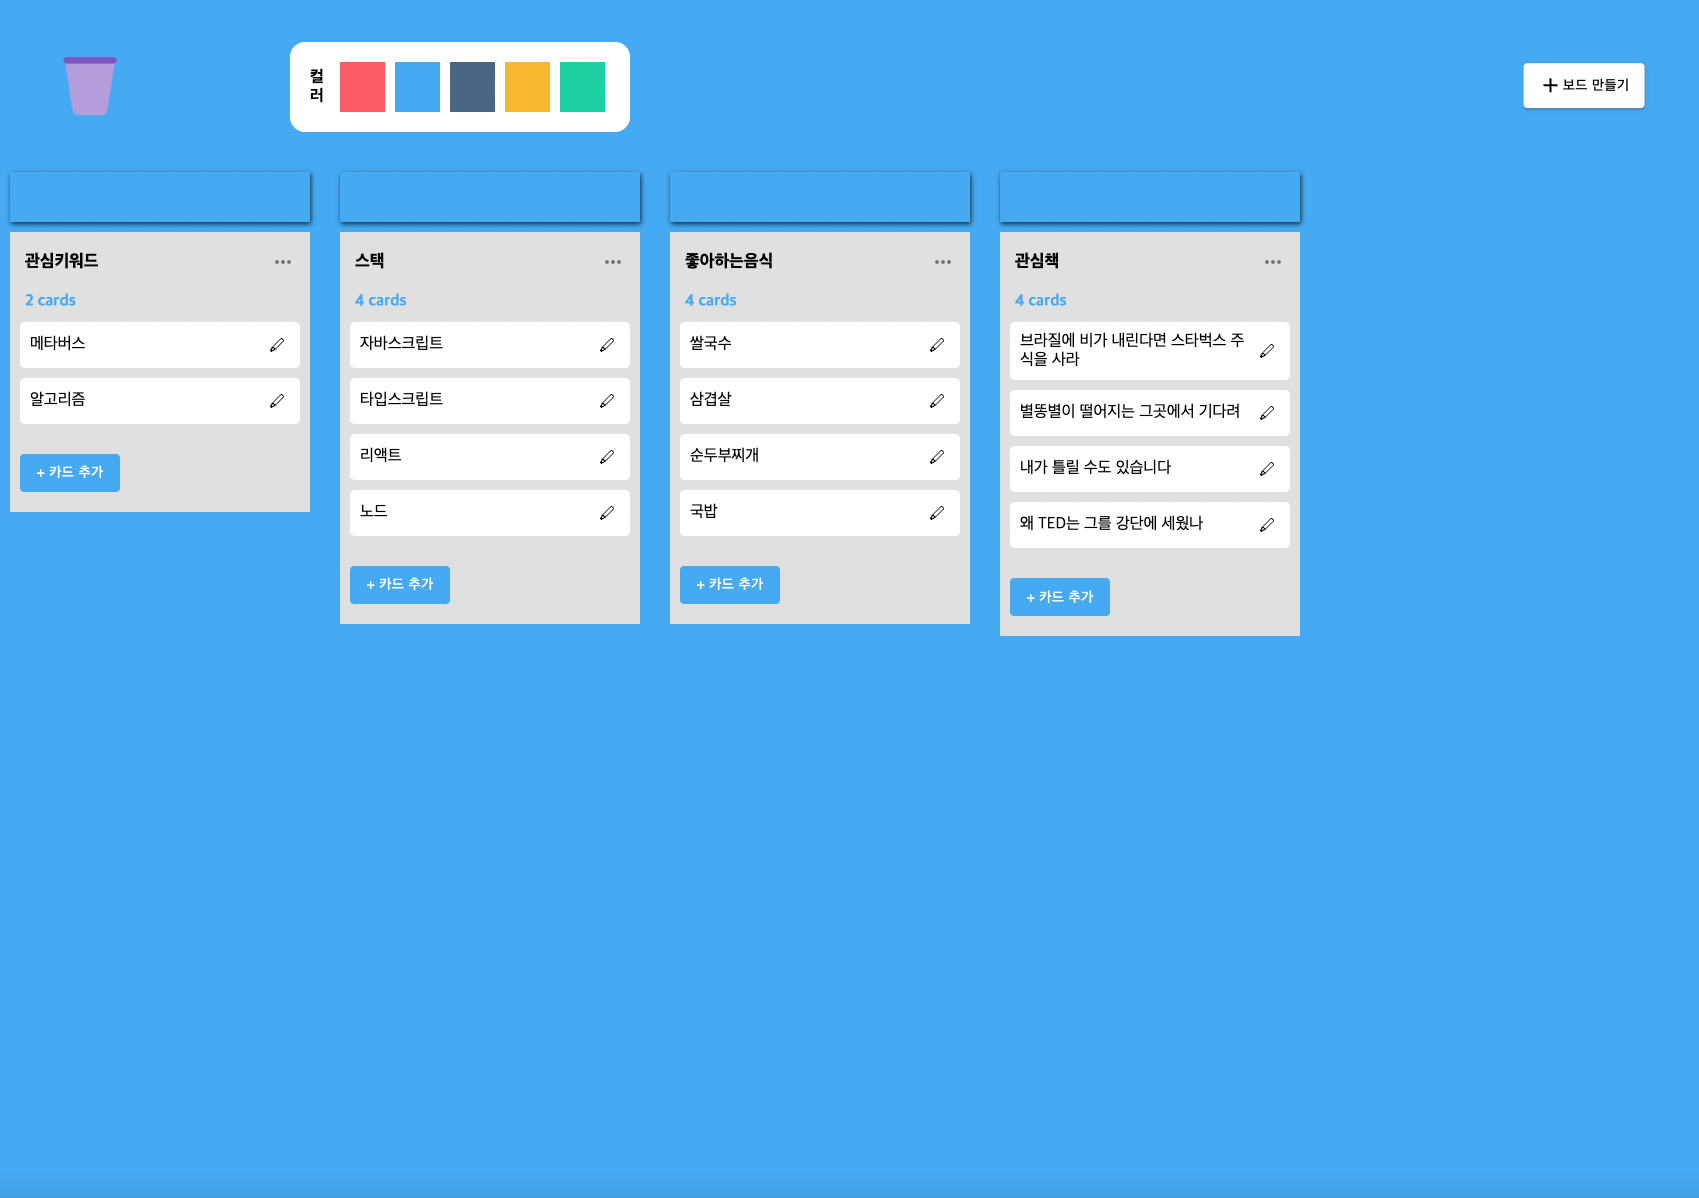 컬
러
보드 만들기
관심키워드
2 cards
메타버스
알고리즘
+ 카드 추가
스택
4 cards
자바스크립트
타입스크립트
리액트
노드
+ 카드 추가
좋아하는음식
4 cards
쌀국수
삼겹살
순두부찌개
국밥
+ 카드 추가
관심책
4 cards
브라질에 비가 내린다면 스타벅스 주
식을 사라
별똥별이 떨어지는 그곳에서 기다려
내가 틀릴 수도 있습니다
왜 TED는 그를 강단에 세웠나
+ 카드 추가